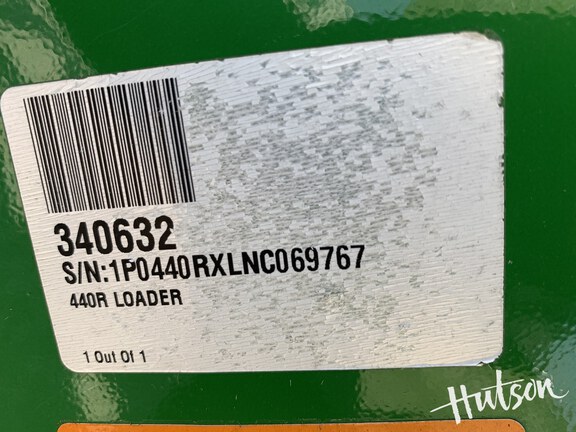 340632
S/N:1P0440RXLNC069767
440R LOADER
1 Out Of 1
Hutson